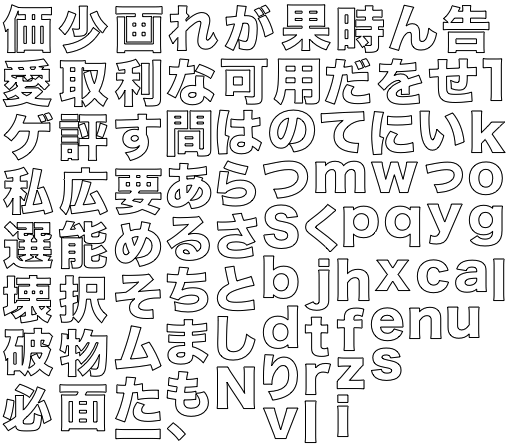 価少画れが果時ん告
愛取利な可用だをせl
ゲ評す間はのてにいk
私広要あらつmwっo
選能めるさSくpqyg
壊択そちとbjhxcal
破物ムましdtfenu
必面たもNりrzs
ー、vli